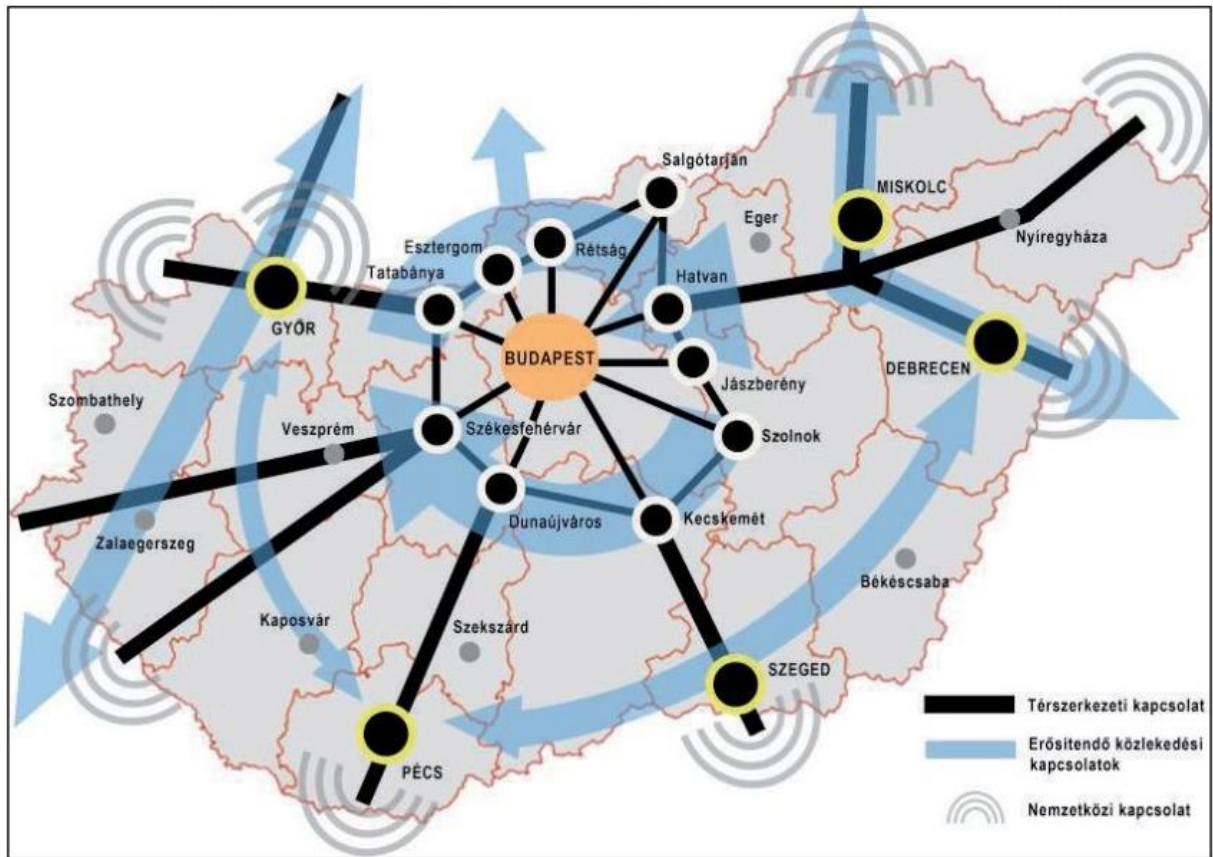 Salgótarján
MISKOLC
Eger
Nyíregyháza
Esztergom
Rétság
Tatabánya
Hatvan
GYŐR
BUDAPEST
DEBRECEN
Jászberény
Szombathely
Veszprém
Székesfehérvár
Szolnok
Dunaújváros
Kecskemét
Zalaegerszeg
Békéscsaba
Kaposvár
Szekszárd
SZEGED
PÉCS
Térszerkezeti kapcsolat
Erősitendő közlekedési
kapcsolatok
Nemzetközi kapcsolat